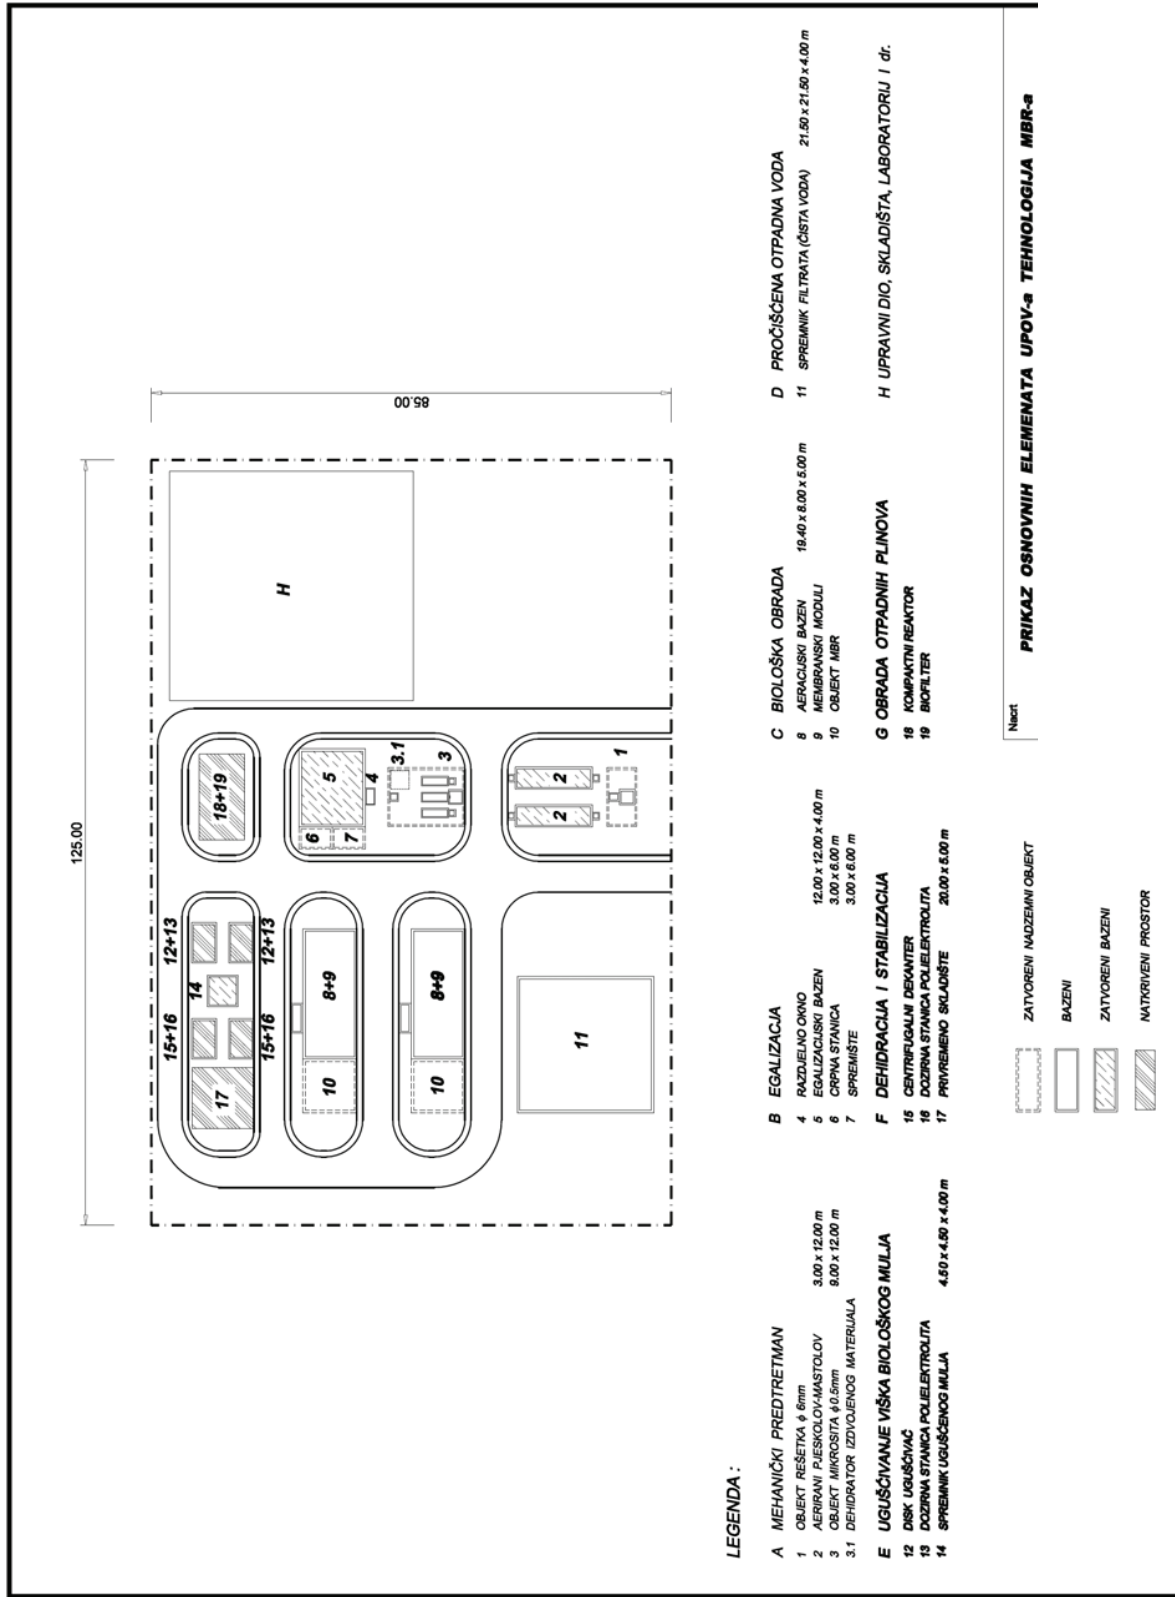 125.00
85.00
15+16
14
12+13
18+19
17
15+16
12+13
H
10
8+9
6
7
5
4
3.1
3
10
8+9
11
2
2
1
LEGENDA :
A MEHANIČKI PREDTRETMAN
1 OBJEKT REŠETKA ϕ 6mm
2 AERIRANI PJESKOLOV-MASTOLOV 3.00 x 12.00 m
3 OBJEKT MIKROSITA ϕ 0.5mm 9.00 x 12.00 m
3.1 DEHIDRATOR IZDVOJENOG MATERIJALA
B EGALIZACIJA
4 RAZDJELNO OKNO
5 EGALIZACIJSKI BAZEN 12.00 x 12.00 x 4.00 m
6 CRPNA STANICA 3.00 x 6.00 m
7 SPREMIŠTE 3.00 x 6.00 m
C BIOLOŠKA OBRADA
8 AERACIJSKI BAZEN 19.40 x 8.00 x 5.00 m
9 MEMBRANSKI MODULI
10 OBJEKT MBR
D PROČIŠĆENA OTPADNA VODA
11 SPREMNIK FILTRATA (ČISTA VODA) 21.50 x 21.50 x 4.00 m
E UGUŠĆIVANJE VIŠKA BIOLOŠKOG MULJA
12 DISK UGUŠĆIVAČ
13 DOZIRNA STANICA POLIELEKTROLITA
14 SPREMNIK UGUŠĆENOG MULJA 4.50 x 4.50 x 4.00 m
F DEHIDRACIJA I STABILIZACIJA
15 CENTRIFUGALNI DEKANTER
16 DOZIRNA STANICA POLIELEKTROLITA
17 PRIVREMENO SKLADIŠTE 20.00 x 5.00 m
G OBRADA OTPADNIH PLINOVA
18 KOMPAKTNI REAKTOR
19 BIOFILTER
H UPRAVNI DIO, SKLADIŠTA, LABORATORIJ I dr.
ZATVORENI NADZEMNI OBJEKT
BAZENI
ZATVORENI BAZENI
NATKRIVENI PROSTOR
Nacrt
PRIKAZ OSNOVNIH ELEMENATA UPOV-a TEHNOLOGIJA MBR-a